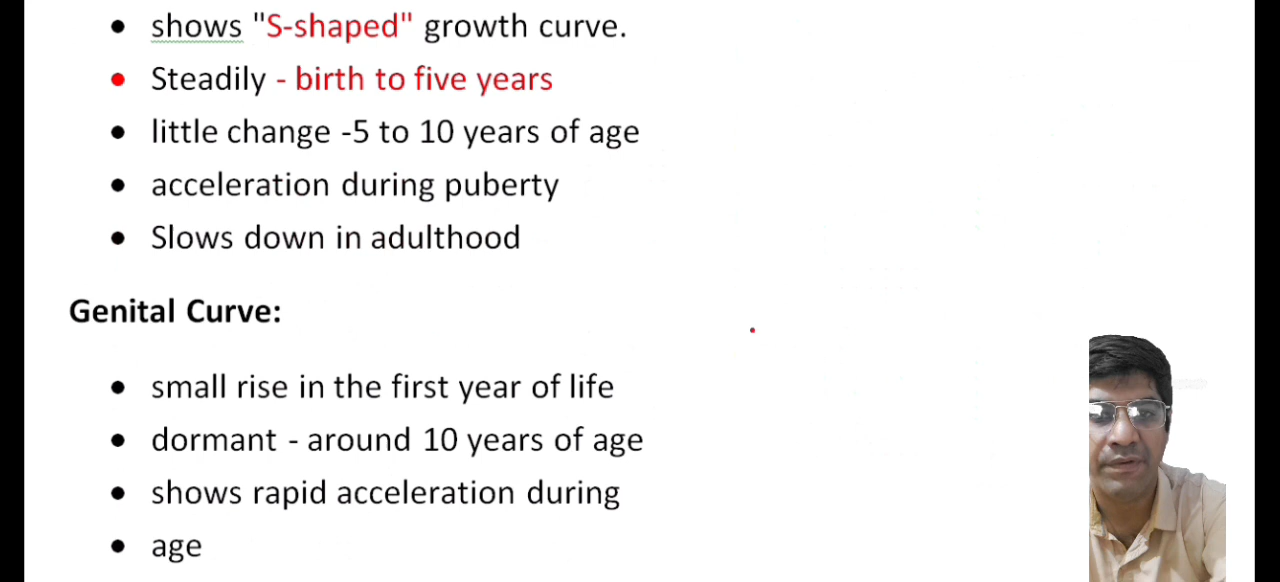 shows "S-shaped" growth curve.
Steadily - birth to five years
little change -5 to 10 years of age
acceleration during puberty
Slows down in adulthood
Genital Curve:
small rise in the first year of life
dormant - around 10 years of age
shows rapid acceleration during
age